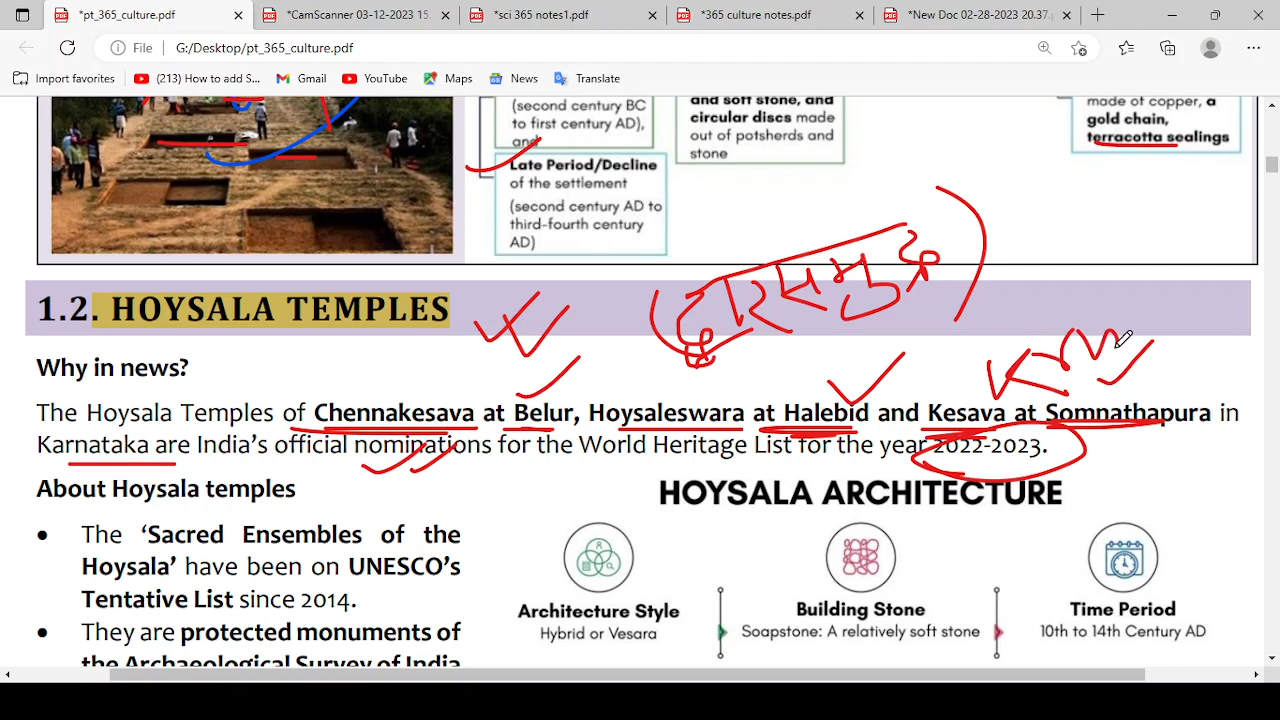 *pt_365_culture.pdf
*CamScanner 03-12-2023 15.
*sci 365 notes1.pdf
*365 culture notes.pdf
*New Doc 02-28-2023 20.37.p
File
G:/Desktop/pt_365_culture.pdf
Import favorites
(213) How to add S...
Gmail
YouTube
Maps
News
Translate
(second century BC
to first century AD),
and
Late Period/Decline
of the settlement
(second century AD to
third-fourth century
AD)
and soft stone, and
circular discs made
out of potsherds and
stone
made of copper, a
gold chain,
terracotta sealings
1.2. HOYSALA TEMPLES
Why in news?
The Hoysala Temples of Chennakesava at Belur, Hoysaleswara at Halebid and Kesava at Somnathapura in
Karnataka are India's official nominations for the World Heritage List for the year 2022-2023.
About Hoysala temples
• The 'Sacred Ensembles of the
Hoysala' have been on UNESCO's
Tentative List since 2014.
• They are protected monuments of
the Archaeological Survey of India
HOYSALA ARCHITECTURE
Architecture Style
Hybrid or Vesara
Building Stone
Soapstone: A relatively soft stone
Time Period
10th to 14th Century AD